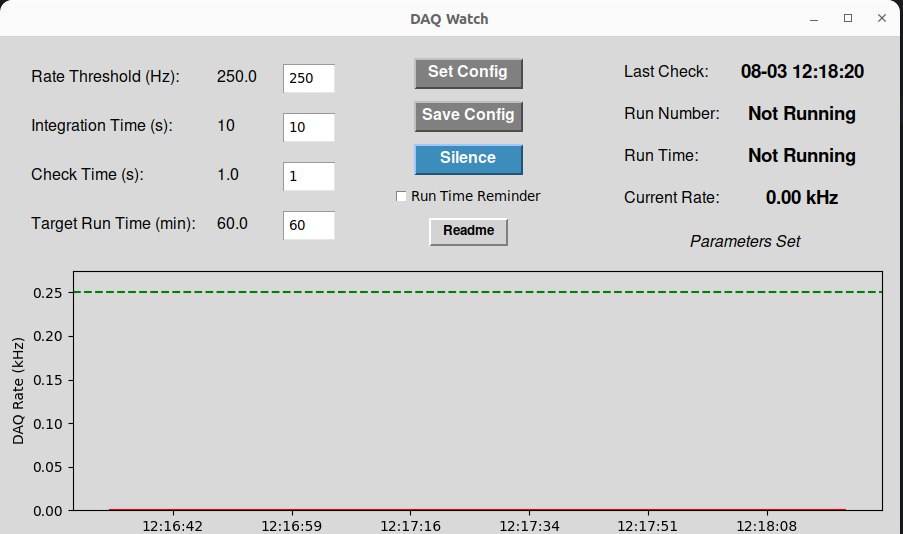 DAQ Watch
Rate Threshold (Hz): 250.0 250
Integration Time (s): 10 10
Check Time (s): 1.0 1
Target Run Time (min): 60.0 60
Set Config
Save Config
Silence
Run Time Reminder
Readme
Last Check: 08-03 12:18:20
Run Number: Not Running
Run Time: Not Running
Current Rate: 0.00 kHz
Parameters Set
DAQ Rate (kHz)
0.25
0.20
0.15
0.10
0.05
0.00
12:16:42 12:16:59 12:17:16 12:17:34 12:17:51 12:18:08